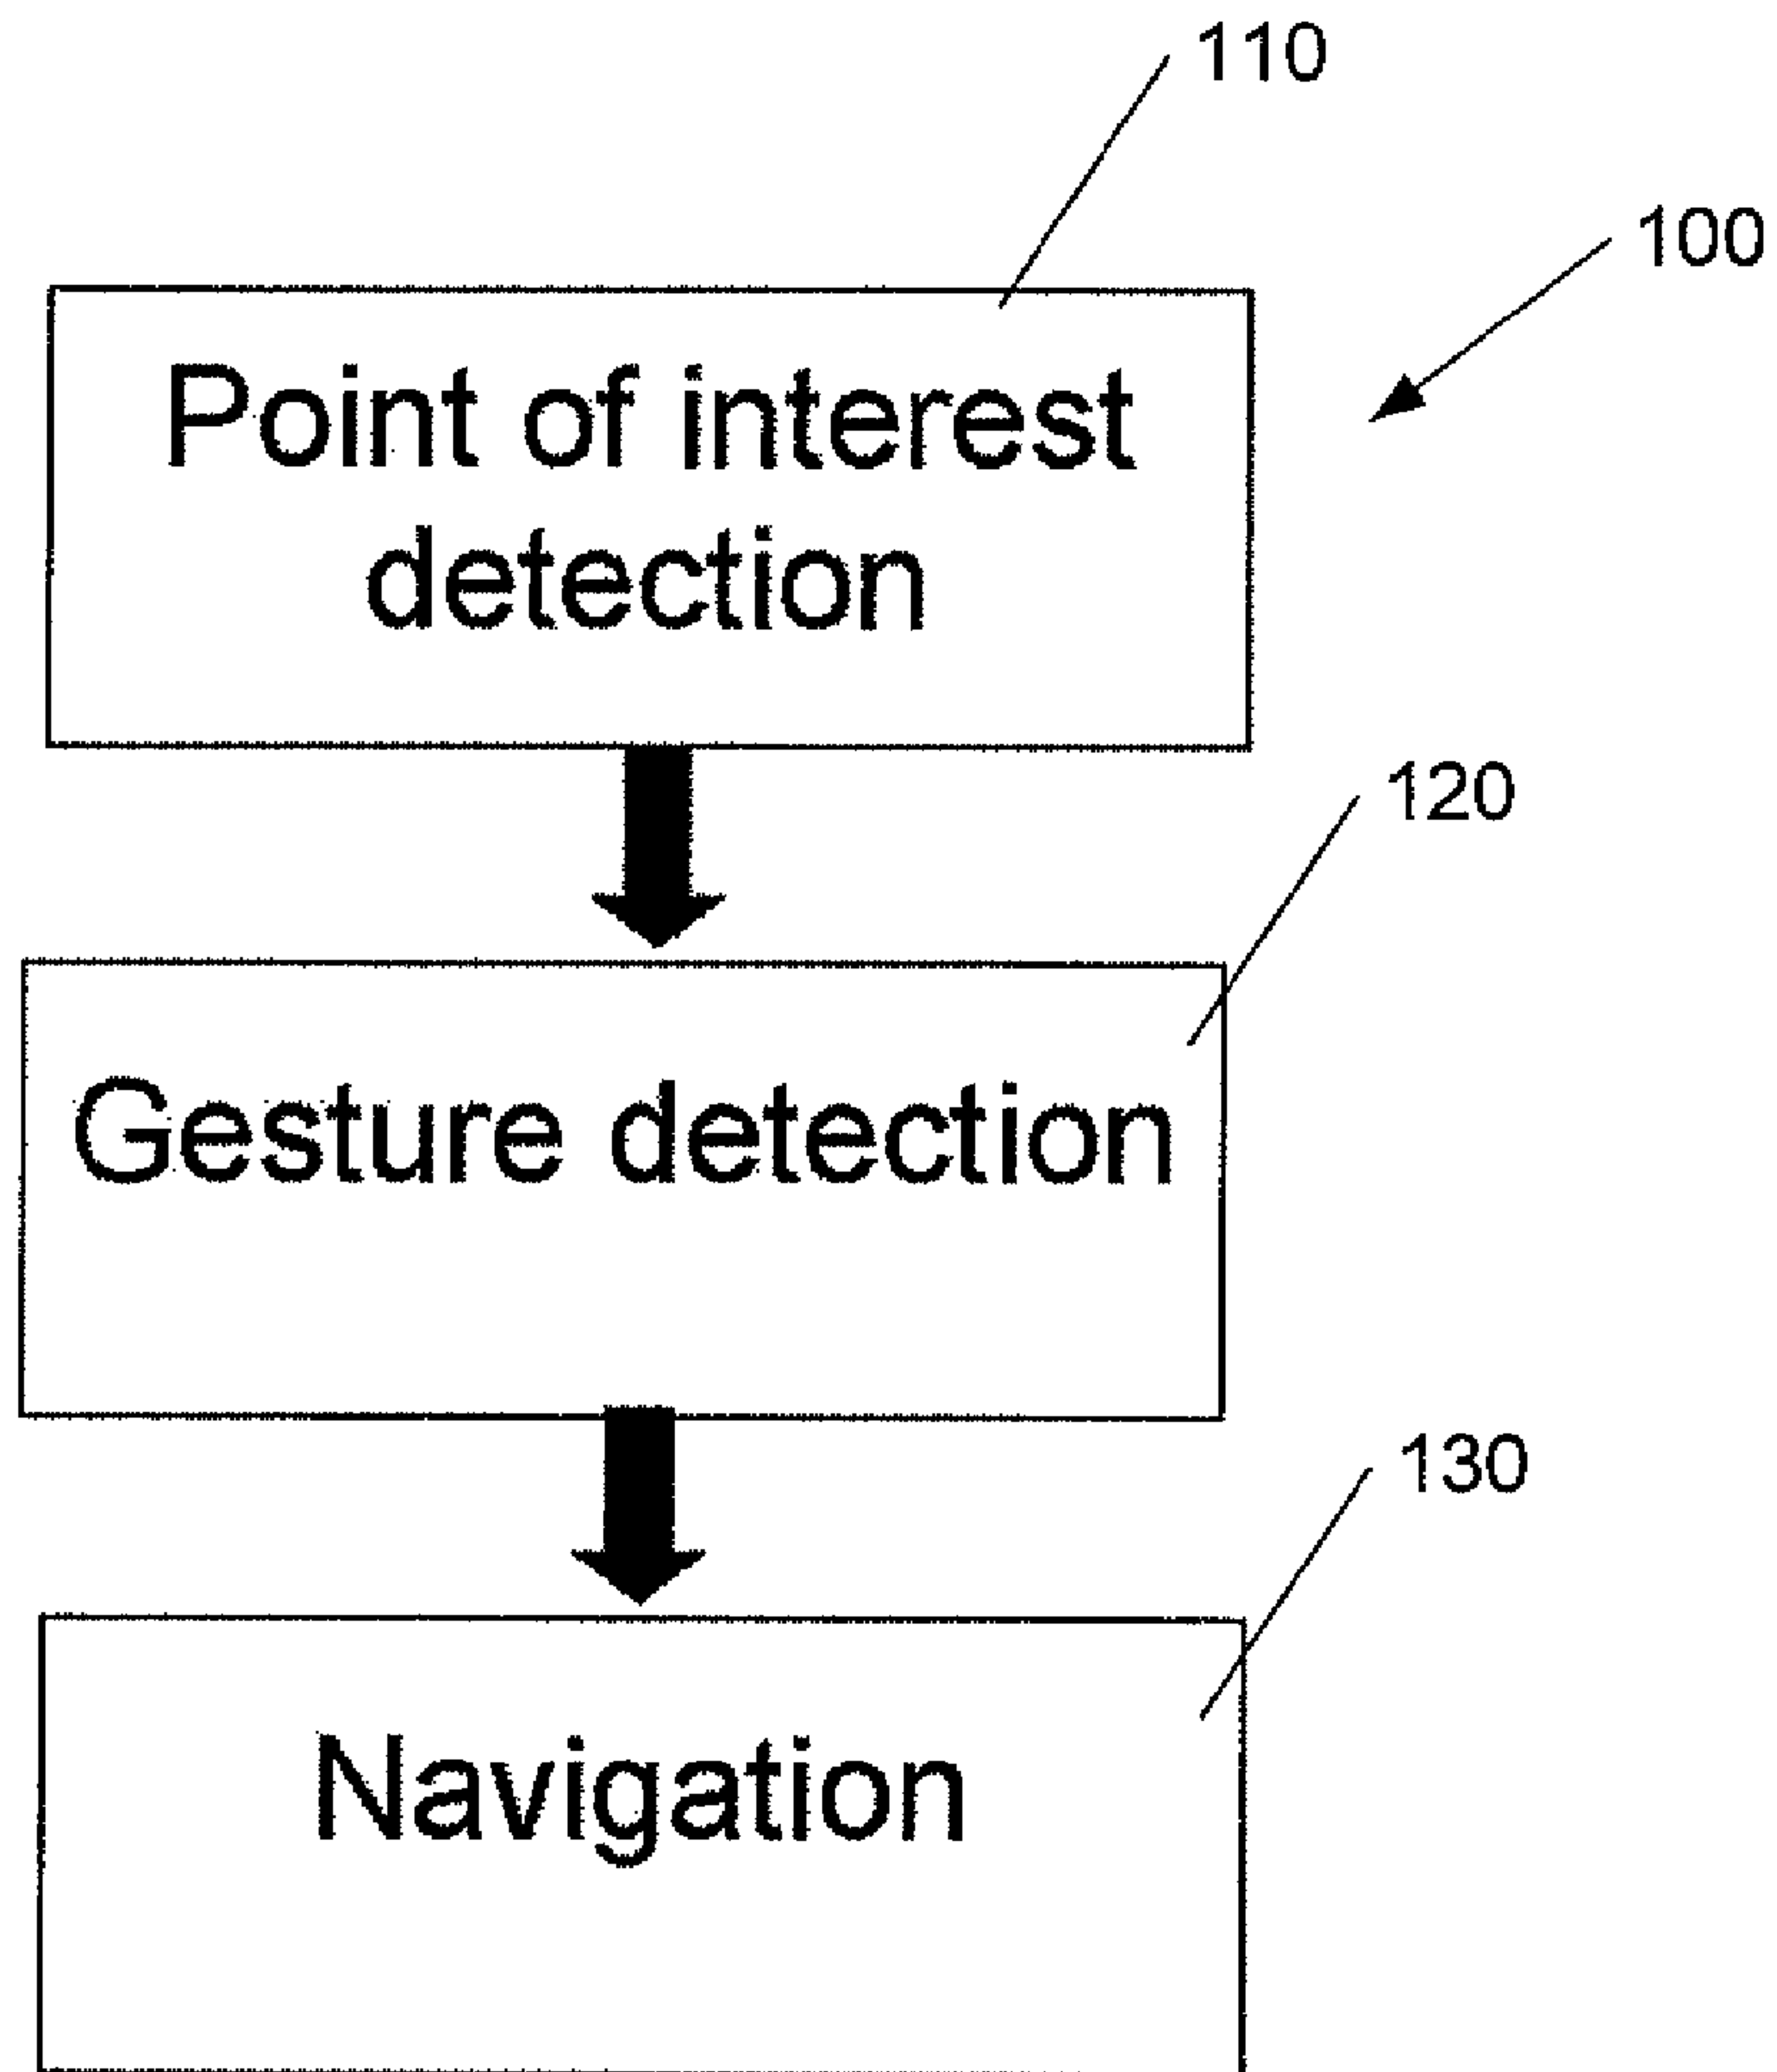 110
100
Point of interest
detection
120
Gesture detection
130
Navigation